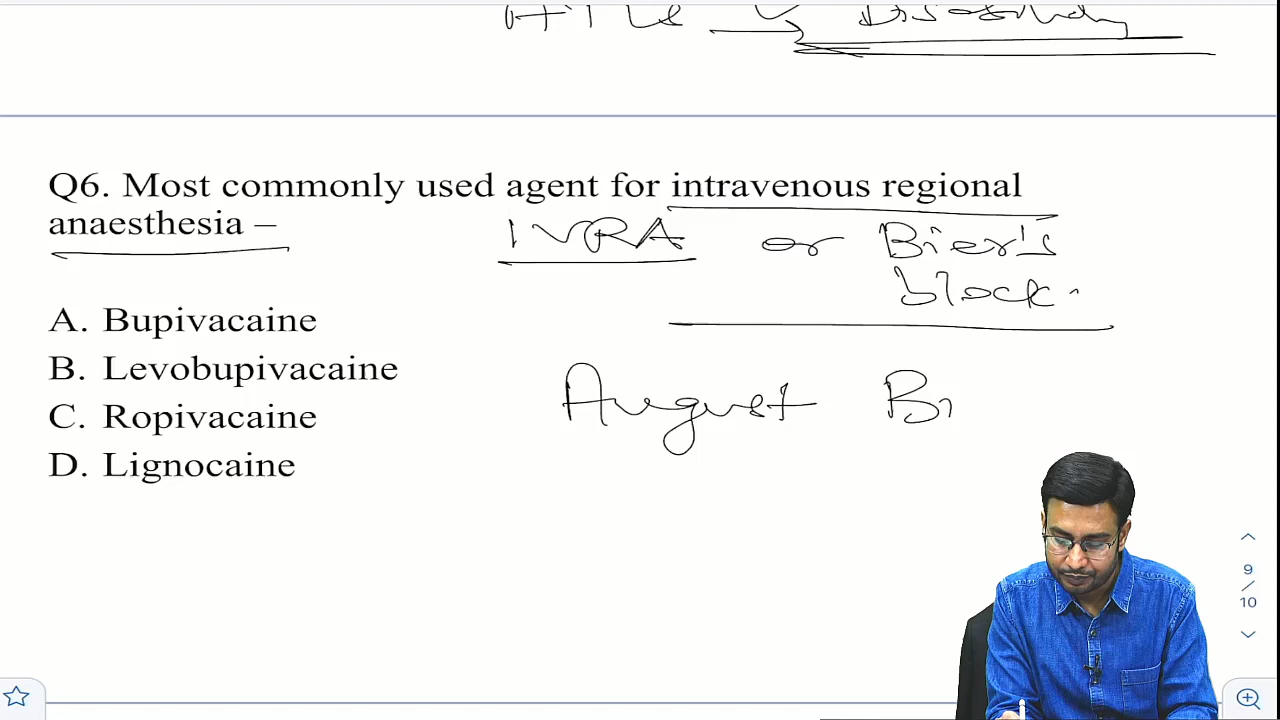 Q6. Most commonly used agent for intravenous regional
anaesthesia –
IVRA or Bier's
block
A. Bupivacaine
B. Levobupivacaine
August Bi
C. Ropivacaine
D. Lignocaine
9
/
10